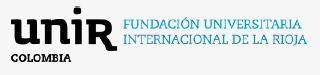 unir FUNDACIÓN UNIVERSITARIA
INTERNACIONAL DE LA RIOJA
COLOMBIA